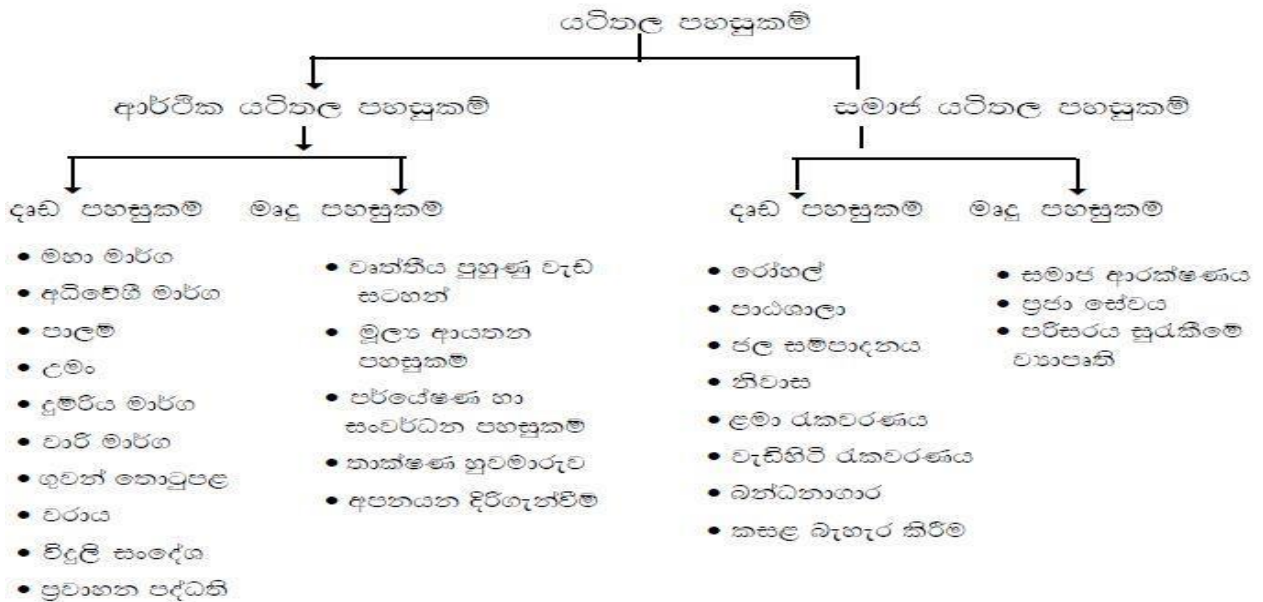 යටිතල පහසුකම්
ආර්ථික යටිතල පහසුකම්
සමාජ යටිතල පහසුකම්
දෘඩ පහසුකම්
මෘදු පහසුකම්
දෘඩ පහසුකම්
මෘදු පහසුකම්
• මහා මාර්ග
• අධිවේගී මාර්ග
• පාලම්
• උමං
• දුම්රිය මාර්ග
• වාරි මාර්ග
• ගුවන් තොටුපළ
• වරාය
• විදුලි සංදේශ
• ප්‍රවාහන පද්ධති
• වෘත්තීය පුහුණු වැඩ
සටහන්
• මූල්‍ය ආයතන
පහසුකම්
• පර්යේෂණ හා
සංවර්ධන පහසුකම්
• තාක්ෂණ හුවමාරුව
• අපනයන දිරිගැන්වීම්
• රෝහල්
• පාඨශාලා
• ජල සම්පාදනය
• නිවාස
• ළමා රැකවරණය
• වැඩිහිටි රැකවරණය
• බන්ධනාගාර
• කසළ බැහැර කිරීම
• සමාජ ආරක්ෂණය
• ප්‍රජා සේවය
• පරිසරය සුරැකීමේ
ව්‍යාපෘති